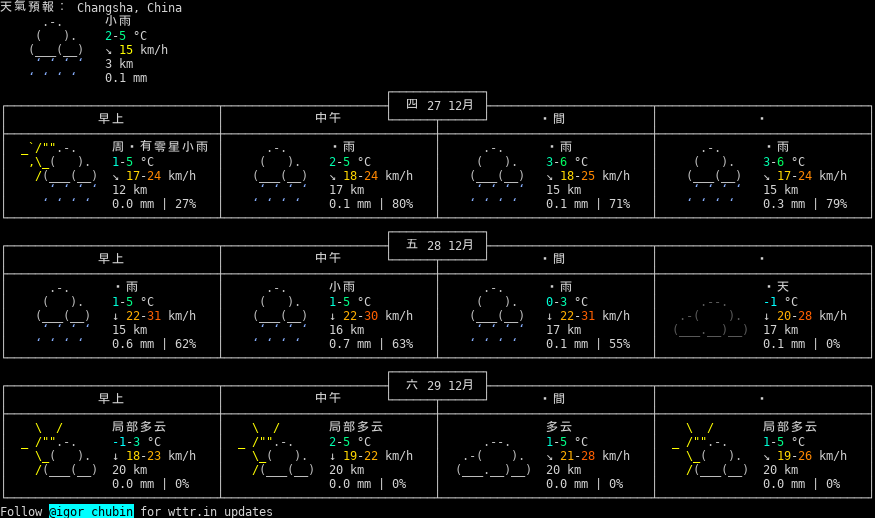 天氣預報： Changsha, China
小雨
2-5 °C
↘ 15 km/h
3 km
0.1 mm
四 27 12月
早上 中午 ・間 ・
周・有零星小雨 ・雨 ・雨 ・雨
1-5 °C 2-5 °C 3-6 °C 3-6 °C
↘ 17-24 km/h ↘ 18-24 km/h ↘ 18-25 km/h ↘ 17-24 km/h
12 km 17 km 15 km 15 km
0.0 mm | 27% 0.1 mm | 80% 0.1 mm | 71% 0.3 mm | 79%
五 28 12月
早上 中午 ・間 ・
・雨 小雨 ・雨 ・天
1-5 °C 1-5 °C 0-3 °C -1 °C
↓ 22-31 km/h ↓ 22-30 km/h ↓ 22-31 km/h ↓ 20-28 km/h
15 km 16 km 17 km 17 km
0.6 mm | 62% 0.7 mm | 63% 0.1 mm | 55% 0.1 mm | 0%
六 29 12月
早上 中午 ・間 ・
局部多云 局部多云 多云 局部多云
-1-3 °C 2-5 °C 1-5 °C 1-5 °C
↓ 18-23 km/h ↓ 19-22 km/h ↘ 21-28 km/h ↘ 19-26 km/h
20 km 20 km 20 km 20 km
0.0 mm | 0% 0.0 mm | 0% 0.0 mm | 0% 0.0 mm | 0%
Follow @igor_chubin for wttr.in updates